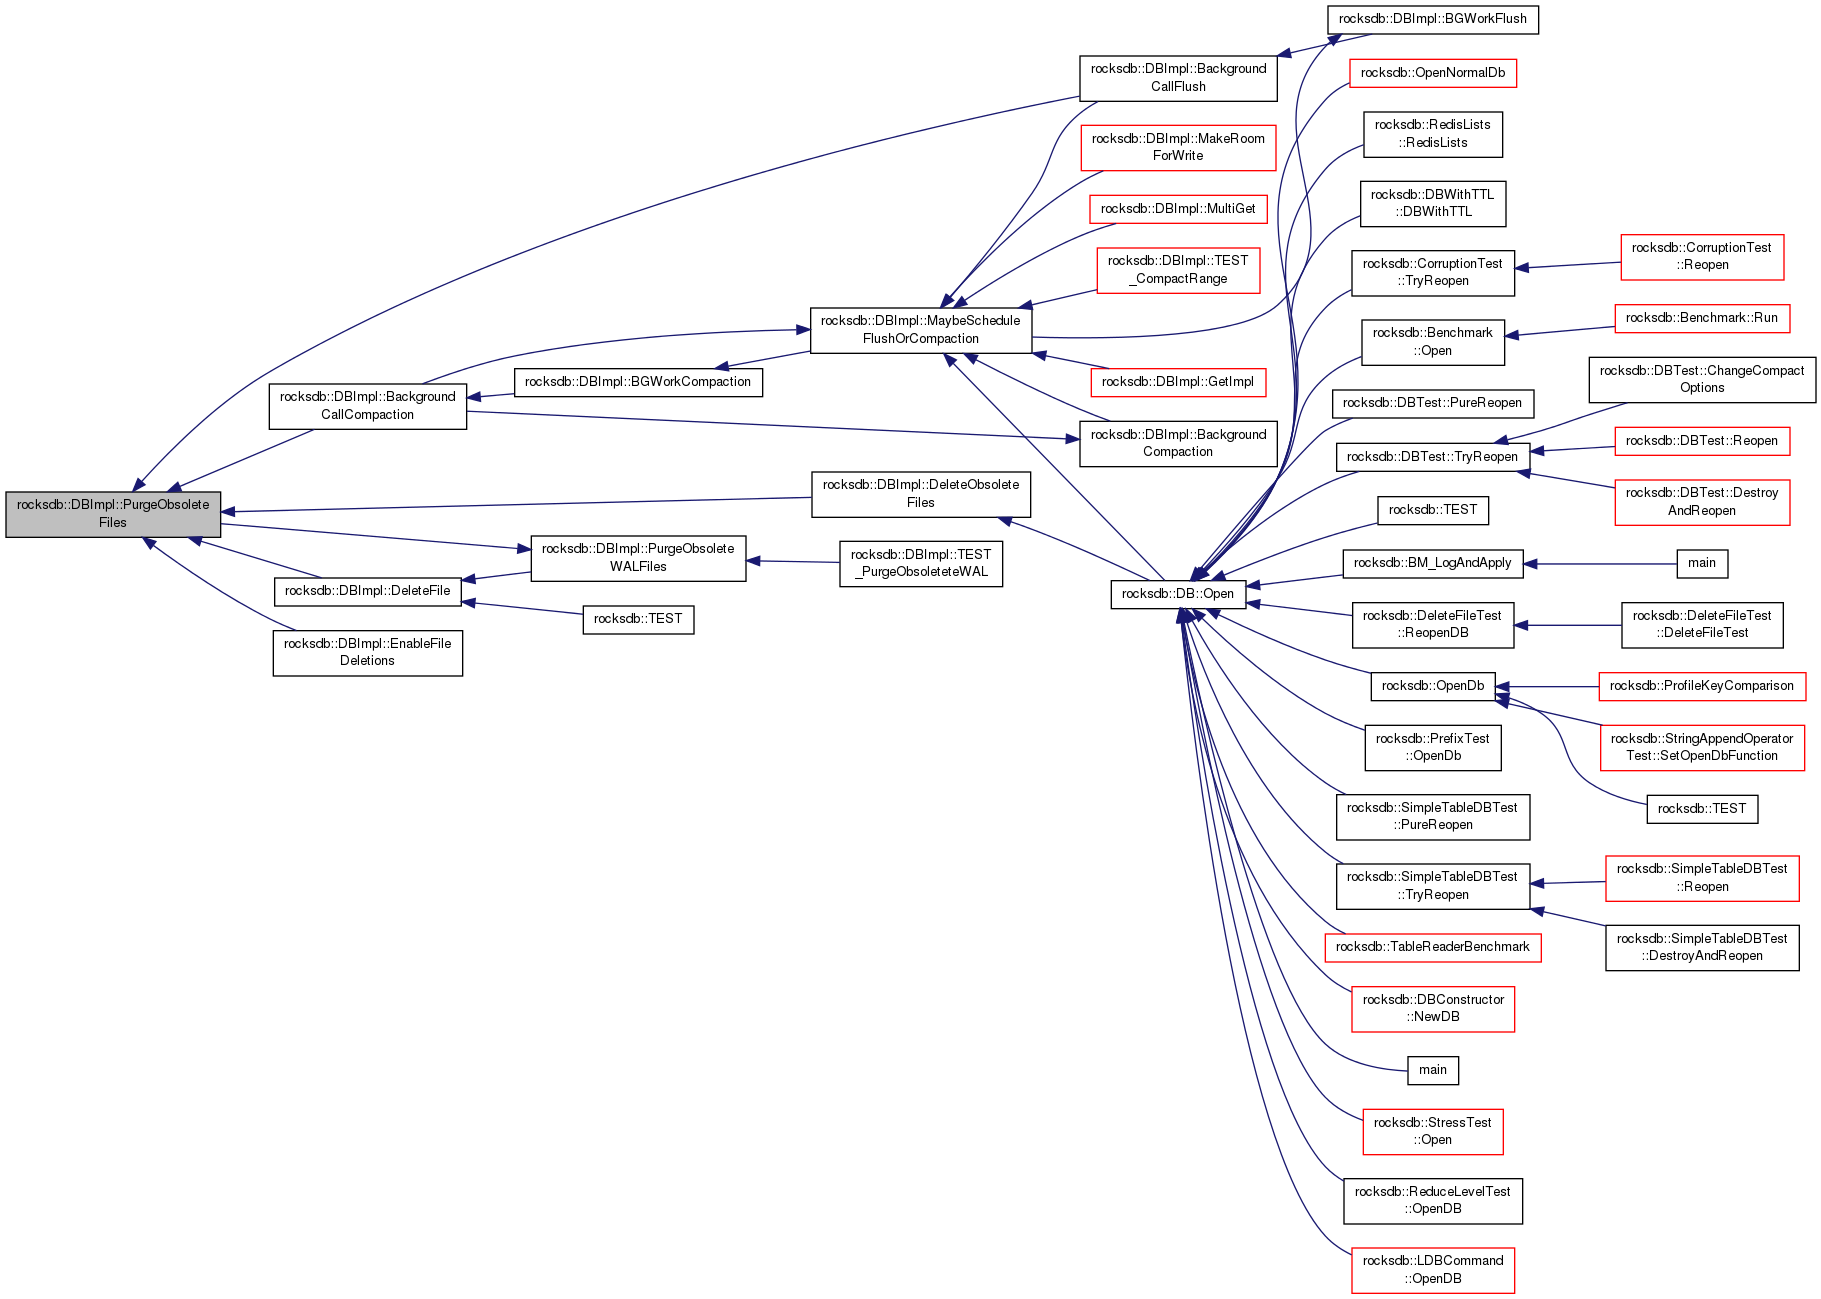 rocksdb::DBImpl::PurgeObsolete
Files
rocksdb::DBImpl::Background
CallCompaction
rocksdb::DBImpl::DeleteFile
rocksdb::DBImpl::EnableFile
Deletions
rocksdb::DBImpl::BGWorkCompaction
rocksdb::DBImpl::PurgeObsolete
WALFiles
rocksdb::TEST
rocksdb::DBImpl::MaybeSchedule
FlushOrCompaction
rocksdb::DBImpl::DeleteObsolete
Files
rocksdb::DBImpl::TEST
_PurgeObsoleteteWAL
rocksdb::DBImpl::Background
CallFlush
rocksdb::DBImpl::MakeRoom
ForWrite
rocksdb::DBImpl::MultiGet
rocksdb::DBImpl::TEST
_CompactRange
rocksdb::DBImpl::GetImpl
rocksdb::DBImpl::Background
Compaction
rocksdb::DB::Open
rocksdb::DBImpl::BGWorkFlush
rocksdb::OpenNormalDb
rocksdb::RedisLists
::RedisLists
rocksdb::DBWithTTL
::DBWithTTL
rocksdb::CorruptionTest
::TryReopen
rocksdb::Benchmark
::Open
rocksdb::DBTest::PureReopen
rocksdb::DBTest::TryReopen
rocksdb::TEST
rocksdb::BM_LogAndApply
rocksdb::DeleteFileTest
::ReopenDB
rocksdb::OpenDb
rocksdb::PrefixTest
::OpenDb
rocksdb::SimpleTableDBTest
::PureReopen
rocksdb::SimpleTableDBTest
::TryReopen
rocksdb::TableReaderBenchmark
rocksdb::DBConstructor
::NewDB
main
rocksdb::StressTest
::Open
rocksdb::ReduceLevelTest
::OpenDB
rocksdb::LDBCommand
::OpenDB
rocksdb::CorruptionTest
::Reopen
rocksdb::Benchmark::Run
rocksdb::DBTest::ChangeCompact
Options
rocksdb::DBTest::Reopen
rocksdb::DBTest::Destroy
AndReopen
main
rocksdb::DeleteFileTest
::DeleteFileTest
rocksdb::ProfileKeyComparison
rocksdb::StringAppendOperator
Test::SetOpenDbFunction
rocksdb::TEST
rocksdb::SimpleTableDBTest
::Reopen
rocksdb::SimpleTableDBTest
::DestroyAndReopen